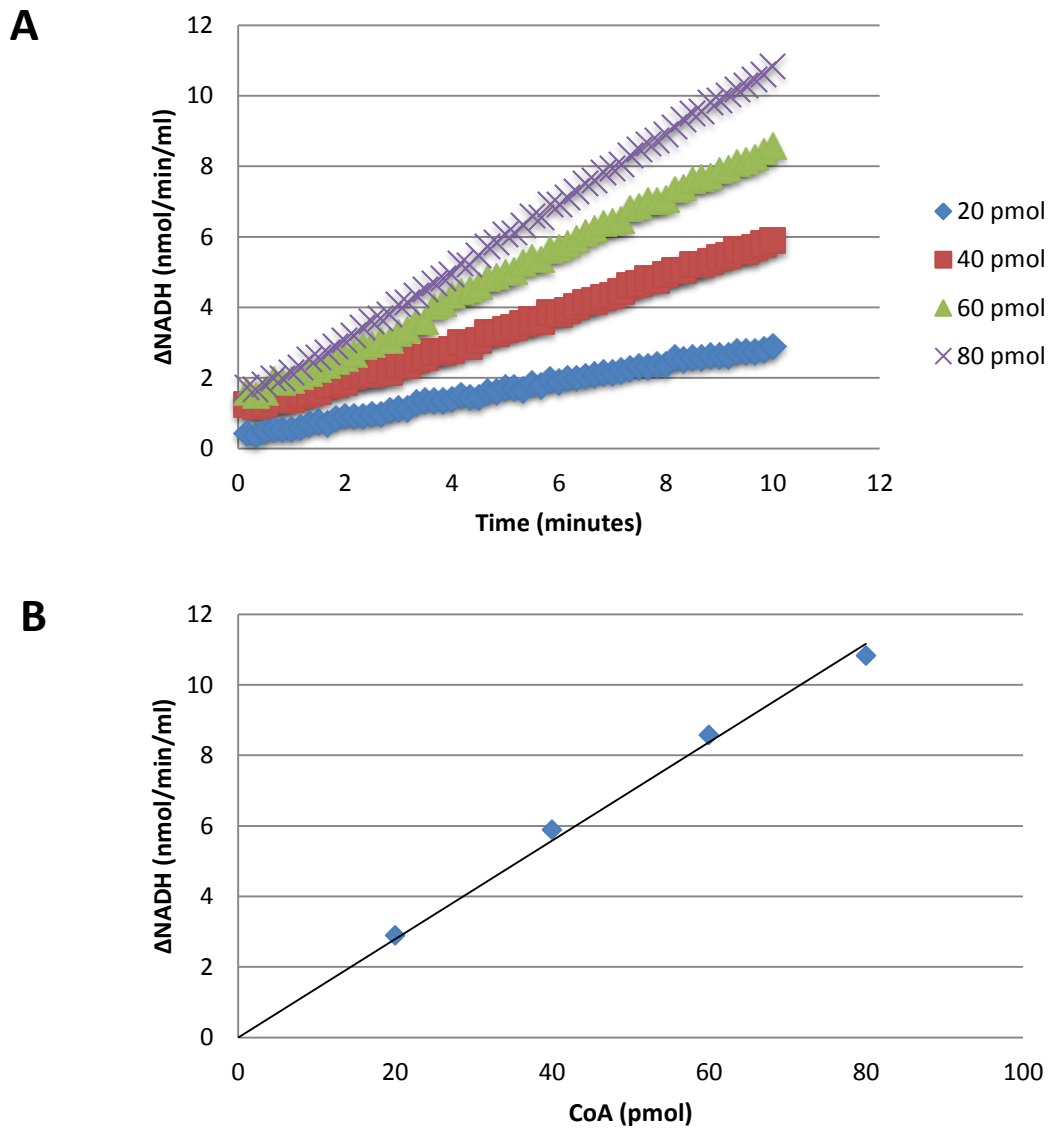 A
ΔNADH (nmol/min/ml)
12
10
8
6
4
2
0
0 2 4 6 8 10 12
Time (minutes)
20 pmol
40 pmol
60 pmol
80 pmol
B
ΔNADH (nmol/min/ml)
12
10
8
6
4
2
0
0 20 40 60 80 100
CoA (pmol)